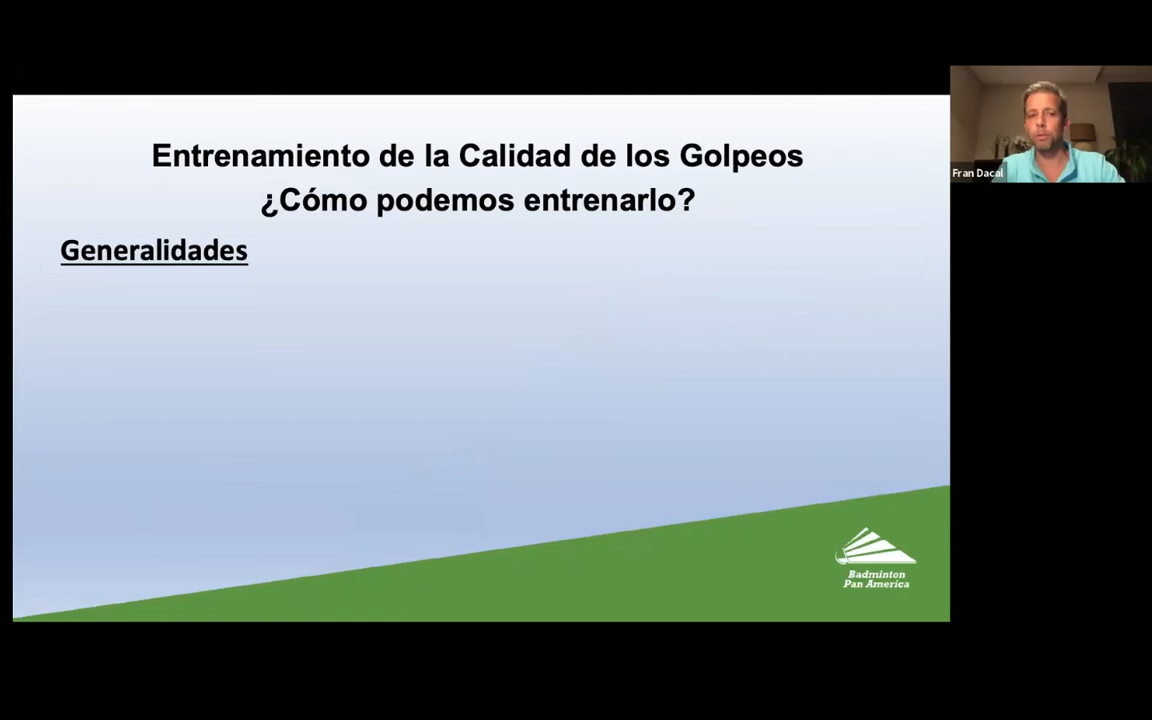 Entrenamiento de la Calidad de los Golpeos
¿Cómo podemos entrenarlo?
Generalidades
Fran Dacal
Badminton
Pan America